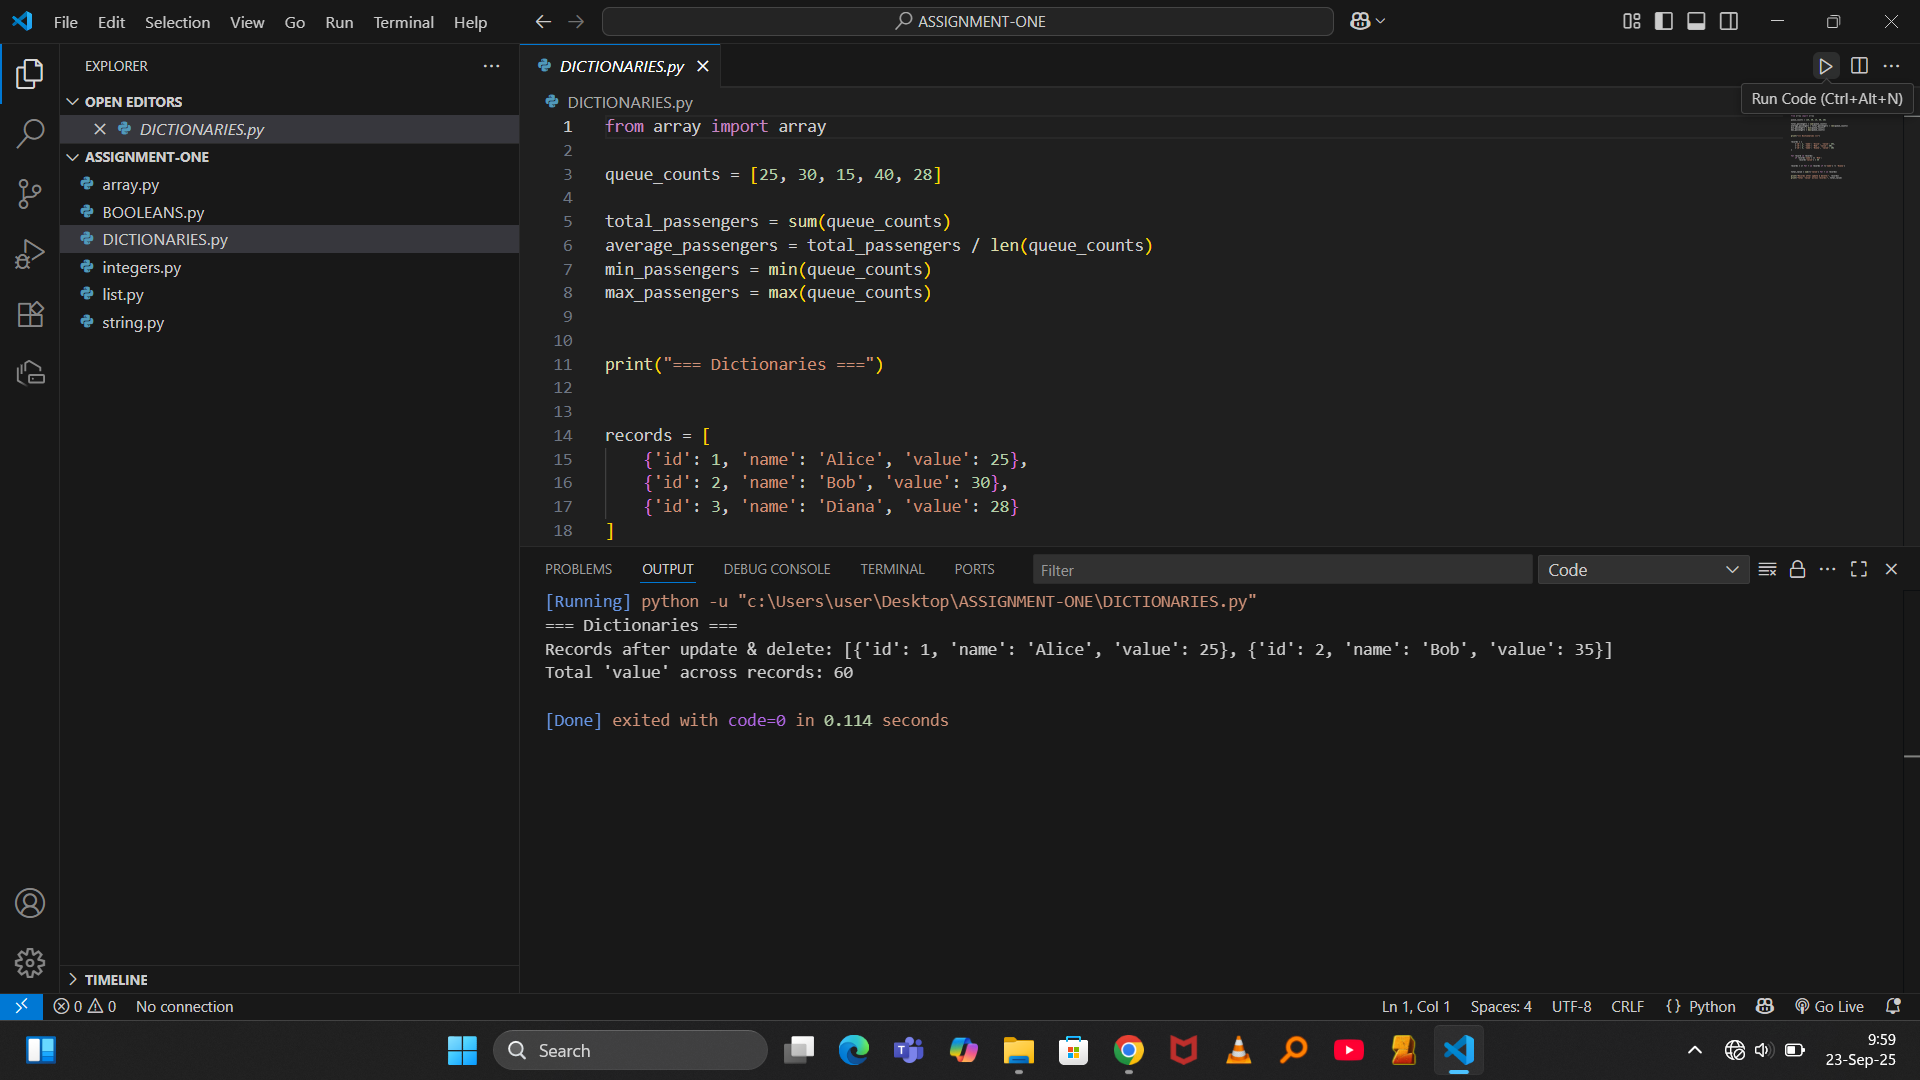 File Edit Selection View Go Run Terminal Help
ASSIGNMENT-ONE
EXPLORER
OPEN EDITORS
DICTIONARIES.py
ASSIGNMENT-ONE
array.py
BOOLEANS.py
DICTIONARIES.py
integers.py
list.py
string.py
TIMELINE
DICTIONARIES.py
Run Code (Ctrl+Alt+N)
DICTIONARIES.py
1 from array import array
2
3 queue_counts = [25, 30, 15, 40, 28]
4
5 total_passengers = sum(queue_counts)
6 average_passengers = total_passengers / len(queue_counts)
7 min_passengers = min(queue_counts)
8 max_passengers = max(queue_counts)
9
10
11 print("=== Dictionaries ===")
12
13
14 records = [
15 {'id': 1, 'name': 'Alice', 'value': 25},
16 {'id': 2, 'name': 'Bob', 'value': 30},
17 {'id': 3, 'name': 'Diana', 'value': 28}
18 ]
PROBLEMS OUTPUT DEBUG CONSOLE TERMINAL PORTS Filter Code
[Running] python -u "c:\Users\user\Desktop\ASSIGNMENT-ONE\DICTIONARIES.py"
=== Dictionaries ===
Records after update & delete: [{'id': 1, 'name': 'Alice', 'value': 25}, {'id': 2, 'name': 'Bob', 'value': 35}]
Total 'value' across records: 60
[Done] exited with code=0 in 0.114 seconds
0 0 No connection Ln 1, Col 1 Spaces: 4 UTF-8 CRLF {} Python Go Live
Search
9:59
23-Sep-25